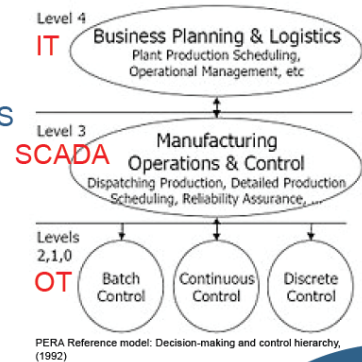 Level 4
IT
Business Planning & Logistics
Plant Production Scheduling,
Operational Management, etc
S
Level 3
SCADA
Manufacturing
Operations & Control
Dispatching Production, Detailed Production
Scheduling, Reliability Assurance, ...
Levels
2,1,0
OT
Batch
Control
Continuous
Control
Discrete
Control
PERA Reference model: Decision-making and control hierarchy,
(1992)